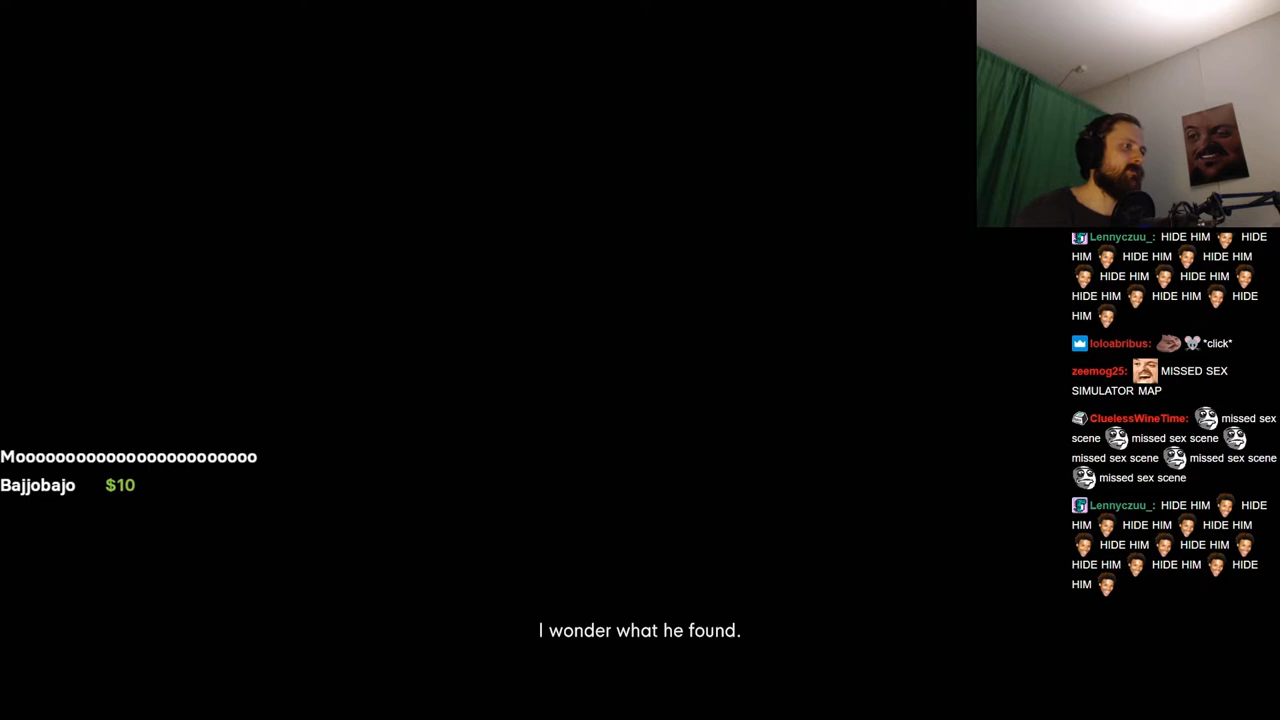 Lennyczuu_: HIDE HIM HIDE
HIM HIDE HIM HIDE HIM
HIDE HIM HIDE HIM
HIDE HIM HIDE HIM HIDE
HIM
loloabribus: *click*
zeemog25: MISSED SEX
SIMULATOR MAP
CluelessWineTime: missed sex
scene missed sex scene
missed sex scene missed sex scene
missed sex scene
Moooooooooooooooooooooooo
Bajjobajo $10
Lennyczuu_: HIDE HIM HIDE
HIM HIDE HIM HIDE HIM
HIDE HIM HIDE HIM
HIDE HIM HIDE HIM HIDE
HIM
I wonder what he found.